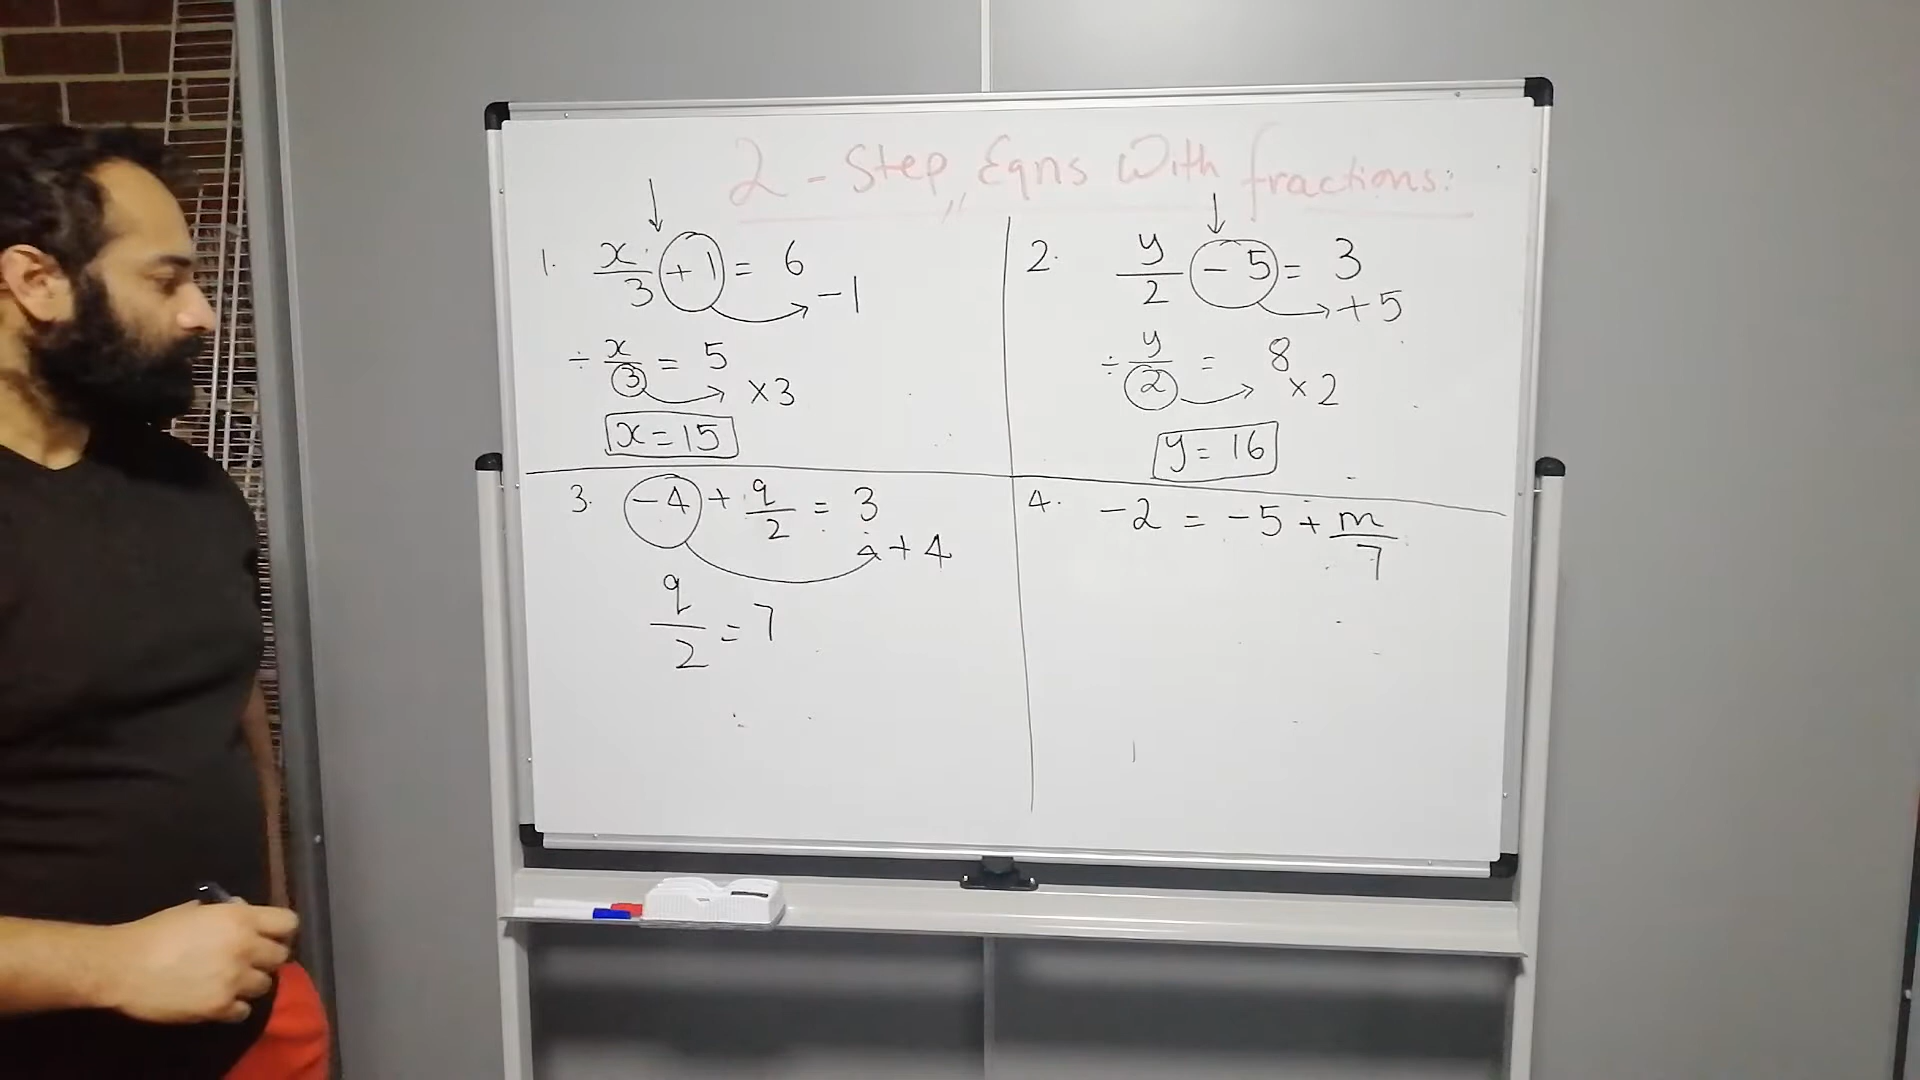 2 - Step Eqns With fractions:
1. x/3 + 1 = 6
-1
÷ x/3 = 5
×3
x = 15
2. y/2 - 5 = 3
+5
÷ y/2 = 8
×2
y = 16
3. -4 + q/2 = 3
+ 4
q/2 = 7
4. -2 = -5 + m/7